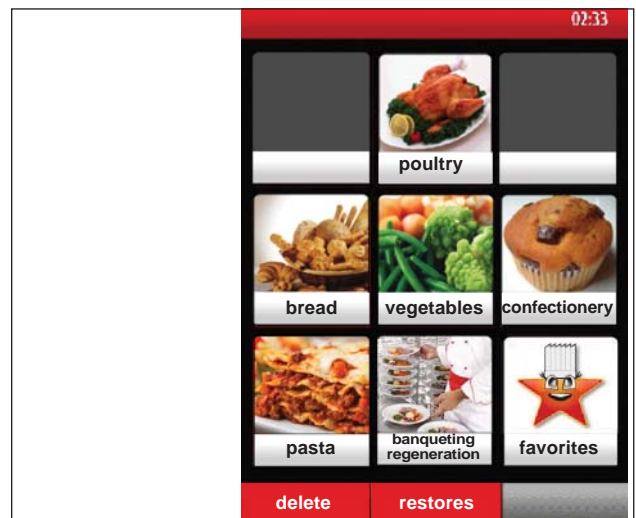 02:33
poultry
bread
vegetables
confectionery
pasta
banqueting
regeneration
favorites
delete
restores